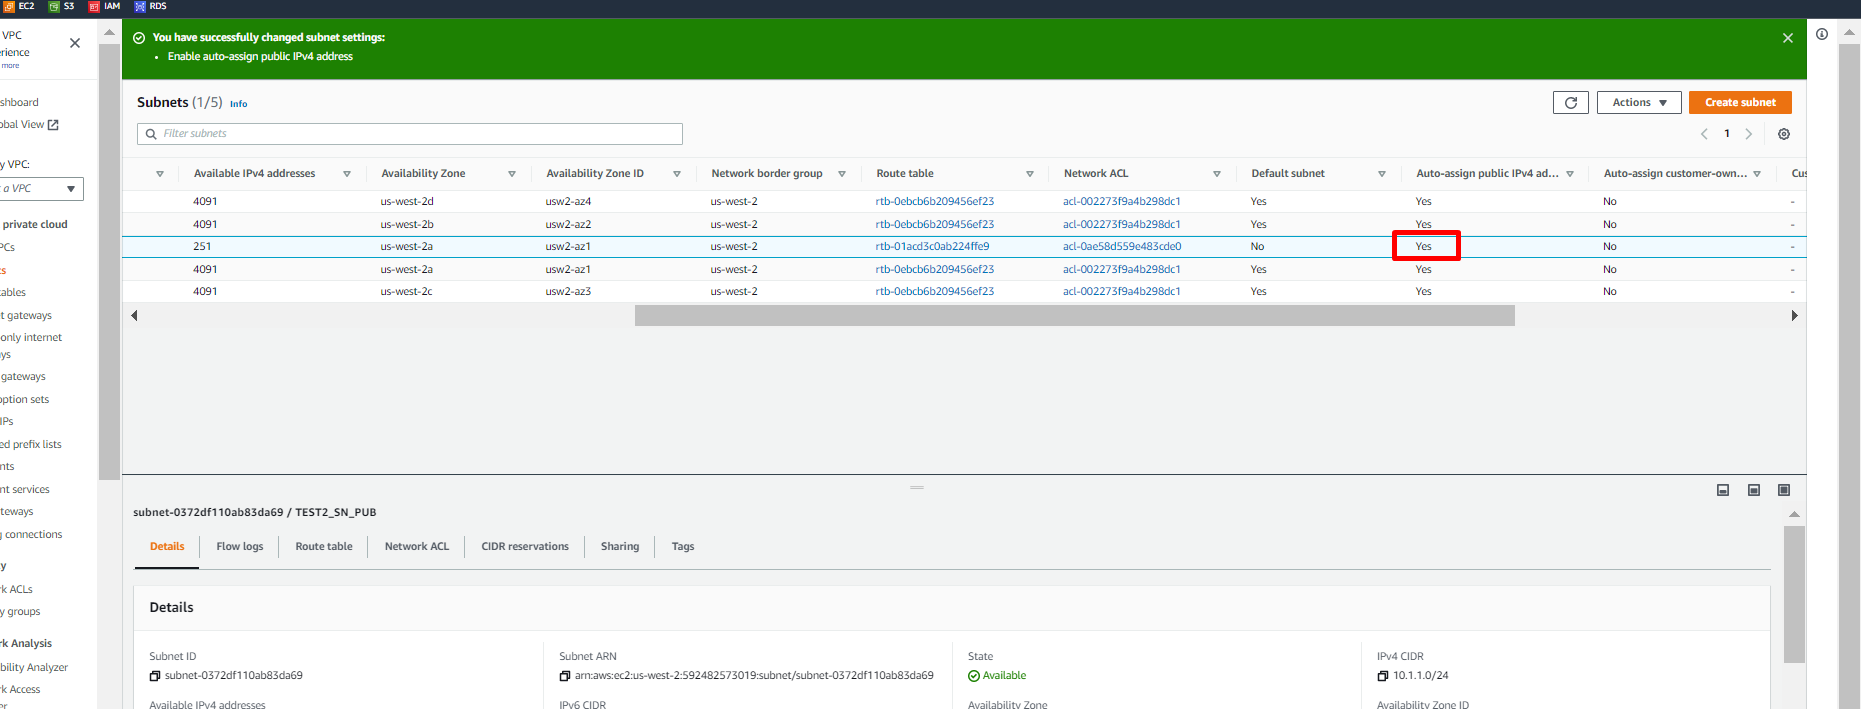 EC2 S3 IAM RDS
VPC
erience
more
shboard
obal View
y VPC:
t a VPC
private cloud
PCs
ts
tables
t gateways
only internet
ays
gateways
option sets
IPs
ed prefix lists
nts
nt services
teways
g connections
y
rk ACLs
y groups
rk Analysis
bility Analyzer
rk Access
er
You have successfully changed subnet settings:
• Enable auto-assign public IPv4 address
Subnets (1/5) Info
Actions
Create subnet
Filter subnets
1
Available IPv4 addresses Availability Zone Availability Zone ID Network border group Route table Network ACL Default subnet Auto-assign public IPv4 ad... Auto-assign customer-own... Cus
4091 us-west-2d usw2-az4 us-west-2 rtb-0ebcb6b209456ef23 acl-002273f9a4b298dc1 Yes Yes No -
4091 us-west-2b usw2-az2 us-west-2 rtb-0ebcb6b209456ef23 acl-002273f9a4b298dc1 Yes Yes No -
251 us-west-2a usw2-az1 us-west-2 rtb-01acd3c0ab224ffe9 acl-0ae58d559e483cde0 No Yes No -
4091 us-west-2a usw2-az1 us-west-2 rtb-0ebcb6b209456ef23 acl-002273f9a4b298dc1 Yes Yes No -
4091 us-west-2c usw2-az3 us-west-2 rtb-0ebcb6b209456ef23 acl-002273f9a4b298dc1 Yes Yes No -
subnet-0372df110ab83da69 / TEST2_SN_PUB
Details Flow logs Route table Network ACL CIDR reservations Sharing Tags
Details
Subnet ID
subnet-0372df110ab83da69
Subnet ARN
arn:aws:ec2:us-west-2:592482573019:subnet/subnet-0372df110ab83da69
State
Available
IPv4 CIDR
10.1.1.0/24
Available IPv4 addresses
IPv6 CIDR
Availability Zone
Availability Zone ID